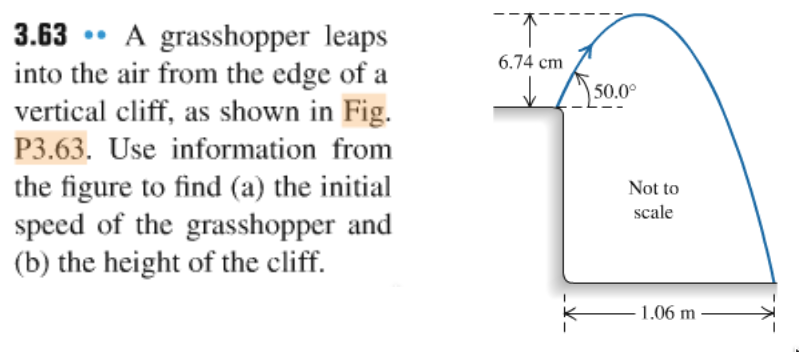 3.63 •• A grasshopper leaps
into the air from the edge of a
vertical cliff, as shown in Fig.
P3.63. Use information from
the figure to find (a) the initial
speed of the grasshopper and
(b) the height of the cliff.
6.74 cm
50.0°
Not to
scale
1.06 m